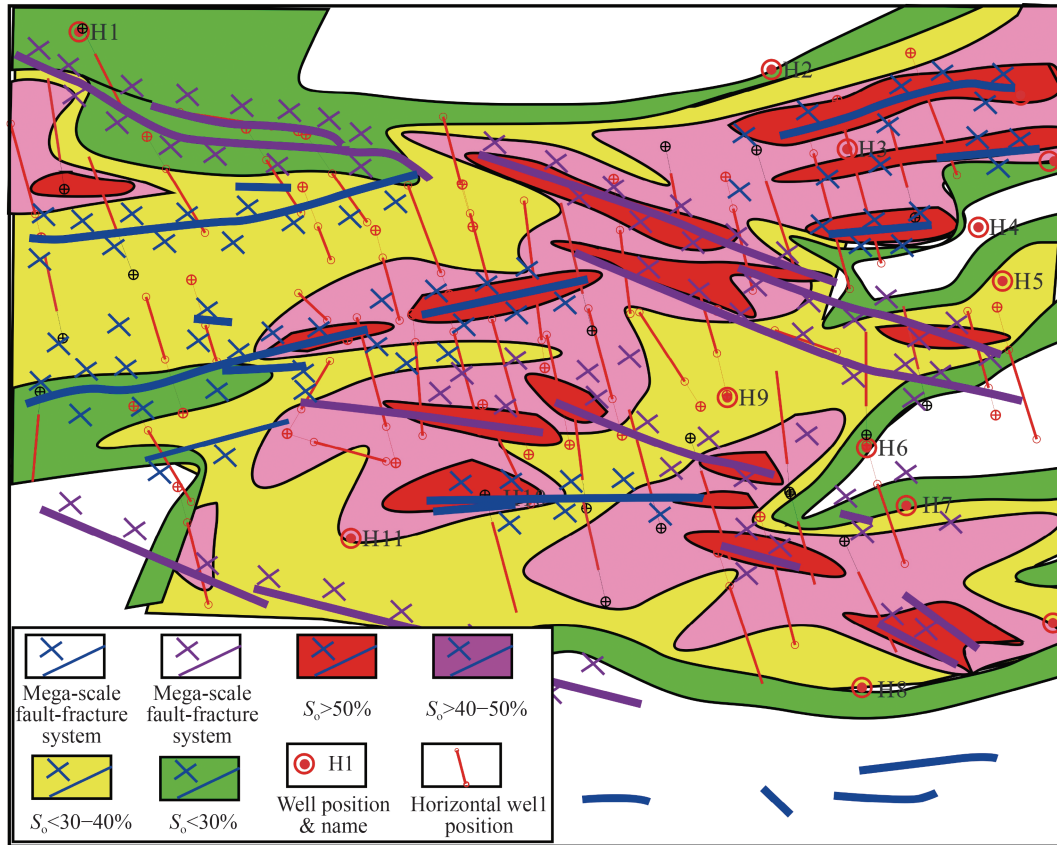 H1
H2
H3
H4
H5
H9
H6
H7
H11
H8
Mega-scale
fault-fracture
system
Mega-scale
fault-fracture
system
So>50%
So>40−50%
H1
So<30−40%
So<30%
Well position
& name
Horizontal well
position